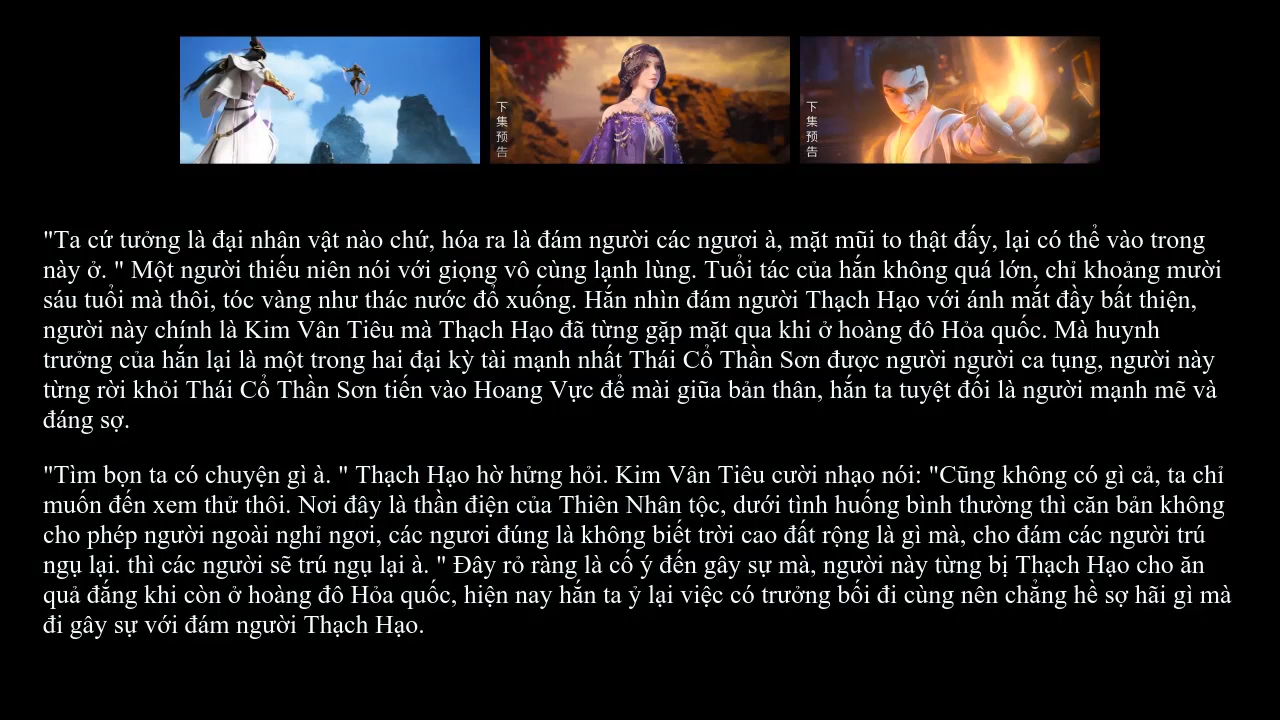 下集预告
下集预告
"Ta cứ tưởng là đại nhân vật nào chứ, hóa ra là đám người các ngươi à, mặt mũi to thật đấy, lại có thể vào trong
này ở. " Một người thiếu niên nói với giọng vô cùng lạnh lùng. Tuổi tác của hắn không quá lớn, chỉ khoảng mười
sáu tuổi mà thôi, tóc vàng như thác nước đổ xuống. Hắn nhìn đám người Thạch Hạo với ánh mắt đầy bất thiện,
người này chính là Kim Vân Tiêu mà Thạch Hạo đã từng gặp mặt qua khi ở hoàng đô Hỏa quốc. Mà huynh
trưởng của hắn lại là một trong hai đại kỳ tài mạnh nhất Thái Cổ Thần Sơn được người người ca tụng, người này
từng rời khỏi Thái Cổ Thần Sơn tiến vào Hoang Vực để mài giũa bản thân, hắn ta tuyệt đối là người mạnh mẽ và
đáng sợ.
"Tìm bọn ta có chuyện gì à. " Thạch Hạo hờ hững hỏi. Kim Vân Tiêu cười nhạo nói: "Cũng không có gì cả, ta chỉ
muốn đến xem thử thôi. Nơi đây là thần điện của Thiên Nhân tộc, dưới tình huống bình thường thì căn bản không
cho phép người ngoài nghỉ ngơi, các ngươi đúng là không biết trời cao đất rộng là gì mà, cho đám các người trú
ngụ lại. thì các người sẽ trú ngụ lại à. " Đây rõ ràng là cố ý đến gây sự mà, người này từng bị Thạch Hạo cho ăn
quả đắng khi còn ở hoàng đô Hỏa quốc, hiện nay hắn ta ỷ lại việc có trưởng bối đi cùng nên chẳng hề sợ hãi gì mà
đi gây sự với đám người Thạch Hạo.